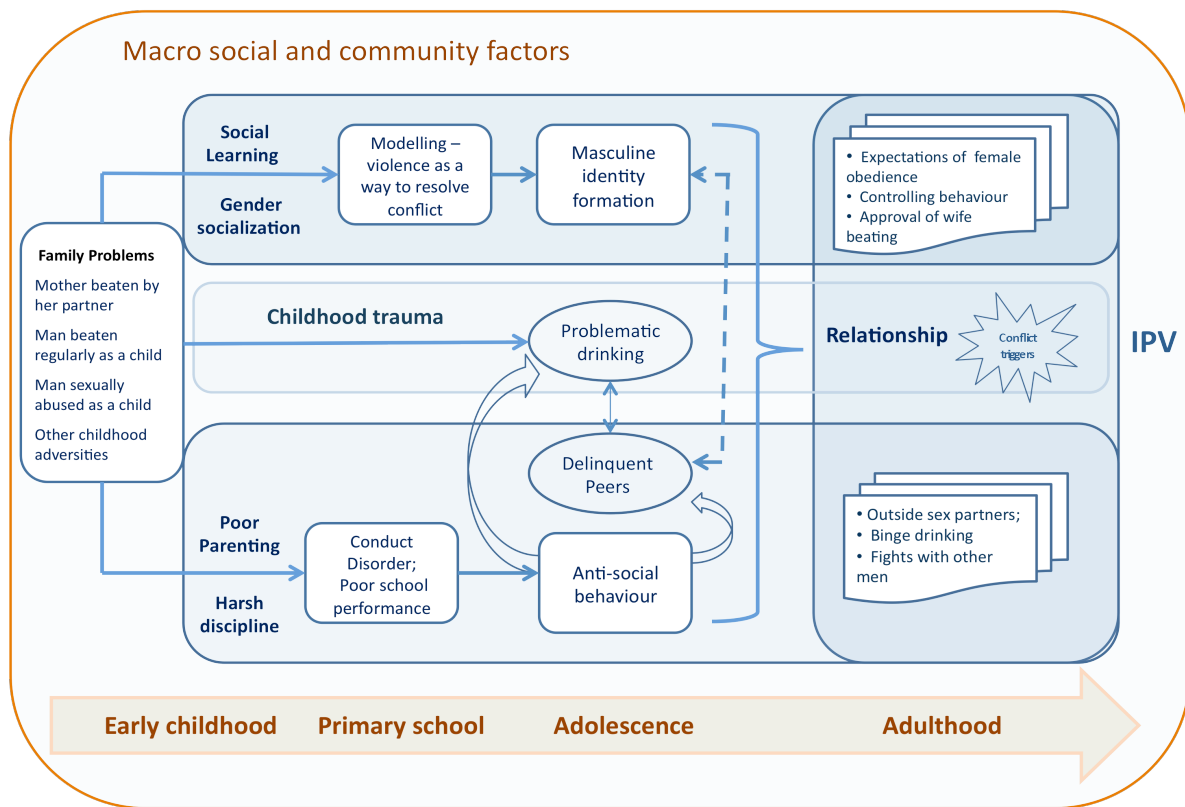 Macro social and community factors
Social
Learning
Gender
socialization
Modelling –
violence as a
way to resolve
conflict
Masculine
identity
formation
• Expectations of female
obedience
• Controlling behaviour
• Approval of wife
beating
Family Problems
Mother beaten by
her partner
Man beaten
regularly as a child
Man sexually
abused as a child
Other childhood
adversities
Childhood trauma
Problematic
drinking
Relationship
Conflict
triggers
IPV
Delinquent
Peers
Poor
Parenting
Harsh
discipline
Conduct
Disorder;
Poor school
performance
Anti-social
behaviour
• Outside sex partners;
• Binge drinking
• Fights with other
men
Early childhood
Primary school
Adolescence
Adulthood